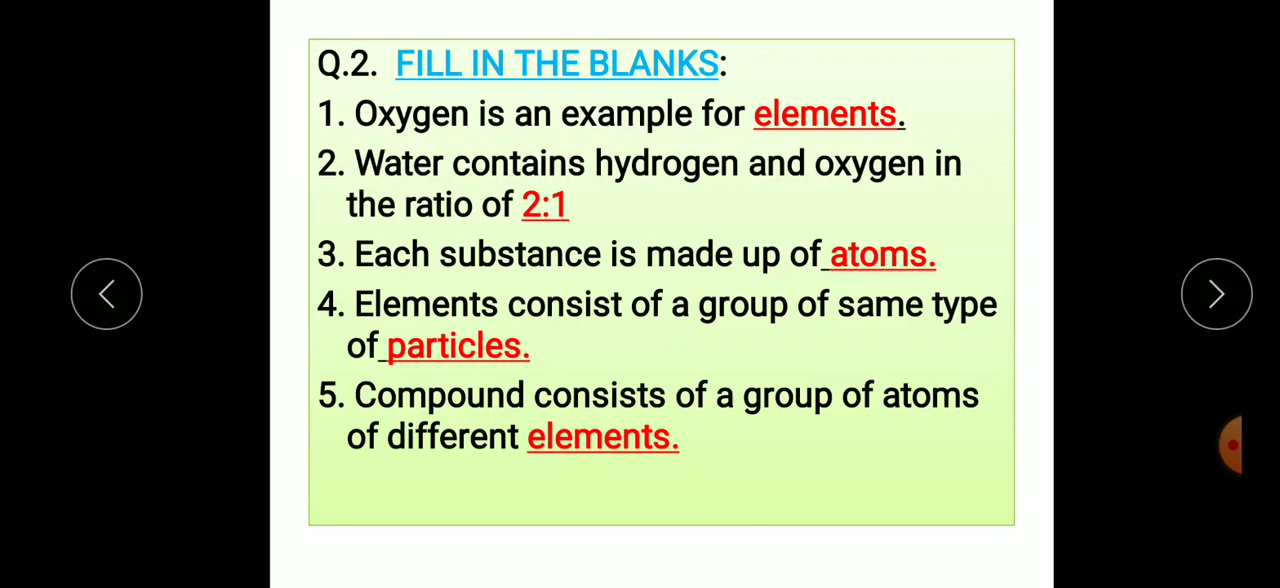 Q.2. FILL IN THE BLANKS:
1. Oxygen is an example for elements.
2. Water contains hydrogen and oxygen in
the ratio of 2:1
3. Each substance is made up of atoms.
4. Elements consist of a group of same type
of particles.
5. Compound consists of a group of atoms
of different elements.